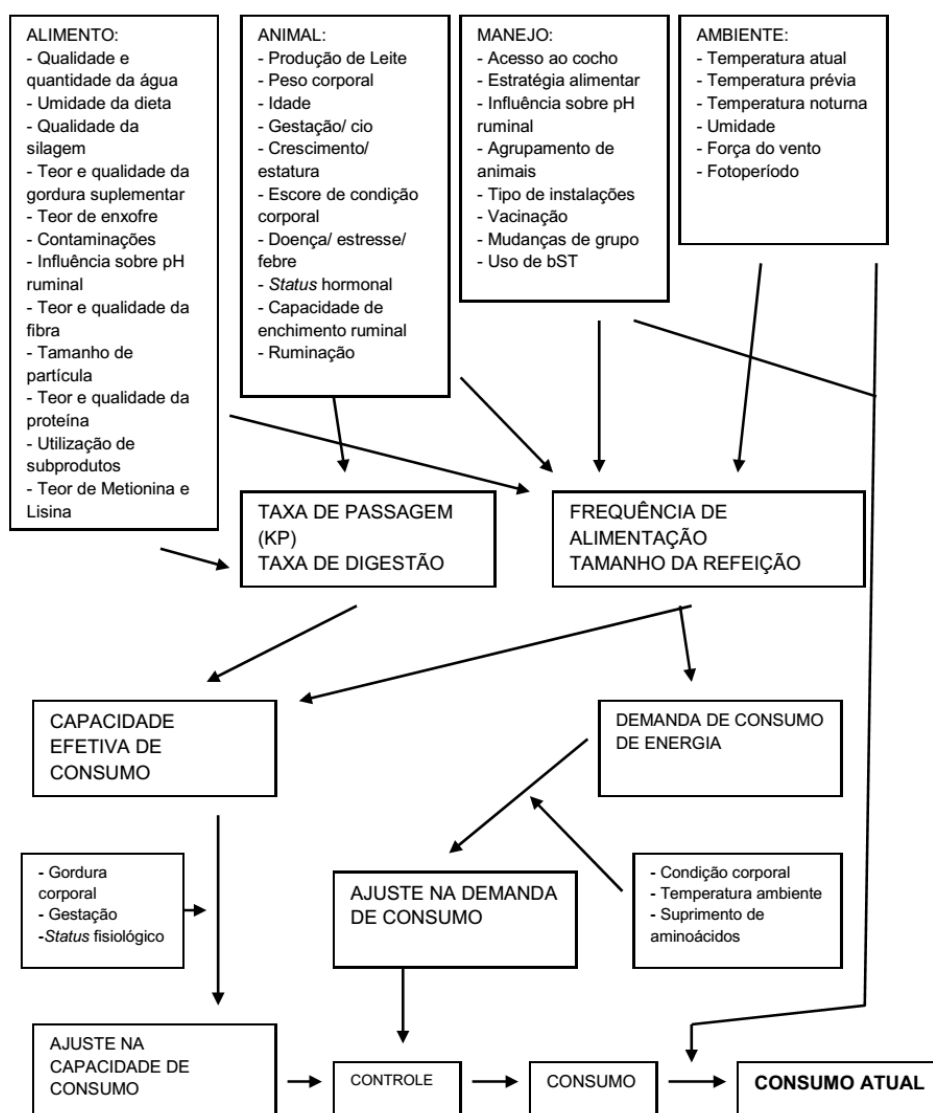 ALIMENTO:
- Qualidade e
quantidade da água
- Umidade da dieta
- Qualidade da
silagem
- Teor e qualidade da
gordura suplementar
- Teor de enxofre
- Contaminações
- Influência sobre pH
ruminal
- Teor e qualidade da
fibra
- Tamanho de
partícula
- Teor e qualidade da
proteína
- Utilização de
subprodutos
- Teor de Metionina e
Lisina
ANIMAL:
- Produção de Leite
- Peso corporal
- Idade
- Gestação/ cio
- Crescimento/
estatura
- Escore de condição
corporal
- Doença/ estresse/
febre
- Status hormonal
- Capacidade de
enchimento ruminal
- Ruminação
MANEJO:
- Acesso ao cocho
- Estratégia alimentar
- Influência sobre pH
ruminal
- Agrupamento de
animais
- Tipo de instalações
- Vacinação
- Mudanças de grupo
- Uso de bST
AMBIENTE:
- Temperatura atual
- Temperatura prévia
- Temperatura noturna
- Umidade
- Força do vento
- Fotoperíodo
TAXA DE PASSAGEM
(KP)
TAXA DE DIGESTÃO
FREQUÊNCIA DE
ALIMENTAÇÃO
TAMANHO DA REFEIÇÃO
CAPACIDADE
EFETIVA DE
CONSUMO
DEMANDA DE CONSUMO
DE ENERGIA
- Gordura
corporal
- Gestação
-Status fisiológico
AJUSTE NA DEMANDA
DE CONSUMO
- Condição corporal
- Temperatura ambiente
- Suprimento de
aminoácidos
AJUSTE NA
CAPACIDADE DE
CONSUMO
CONTROLE
CONSUMO
CONSUMO ATUAL